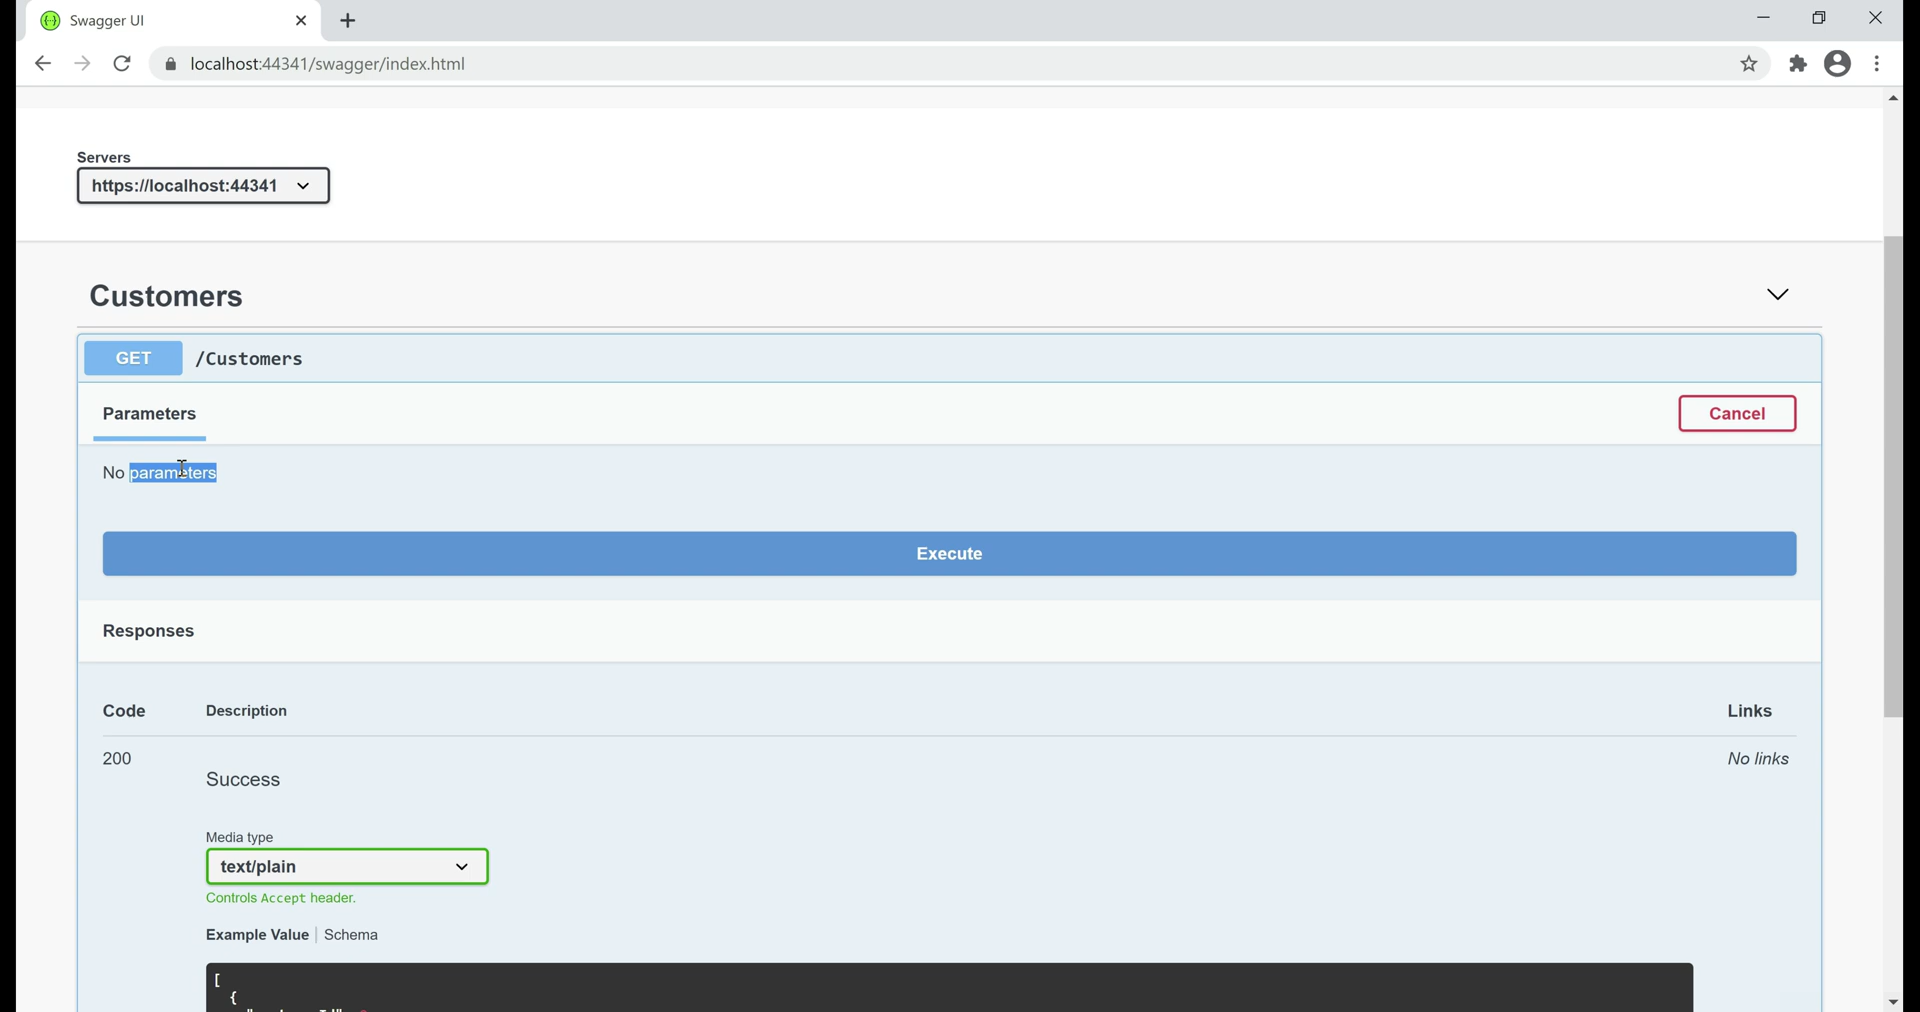 Swagger UI
localhost:44341/swagger/index.html
Servers
https://localhost:44341
Customers
GET /Customers
Parameters
Cancel
No parameters
Execute
Responses
Code Description Links
200 No links
Success
Media type
text/plain
Controls Accept header.
Example Value | Schema
[
{